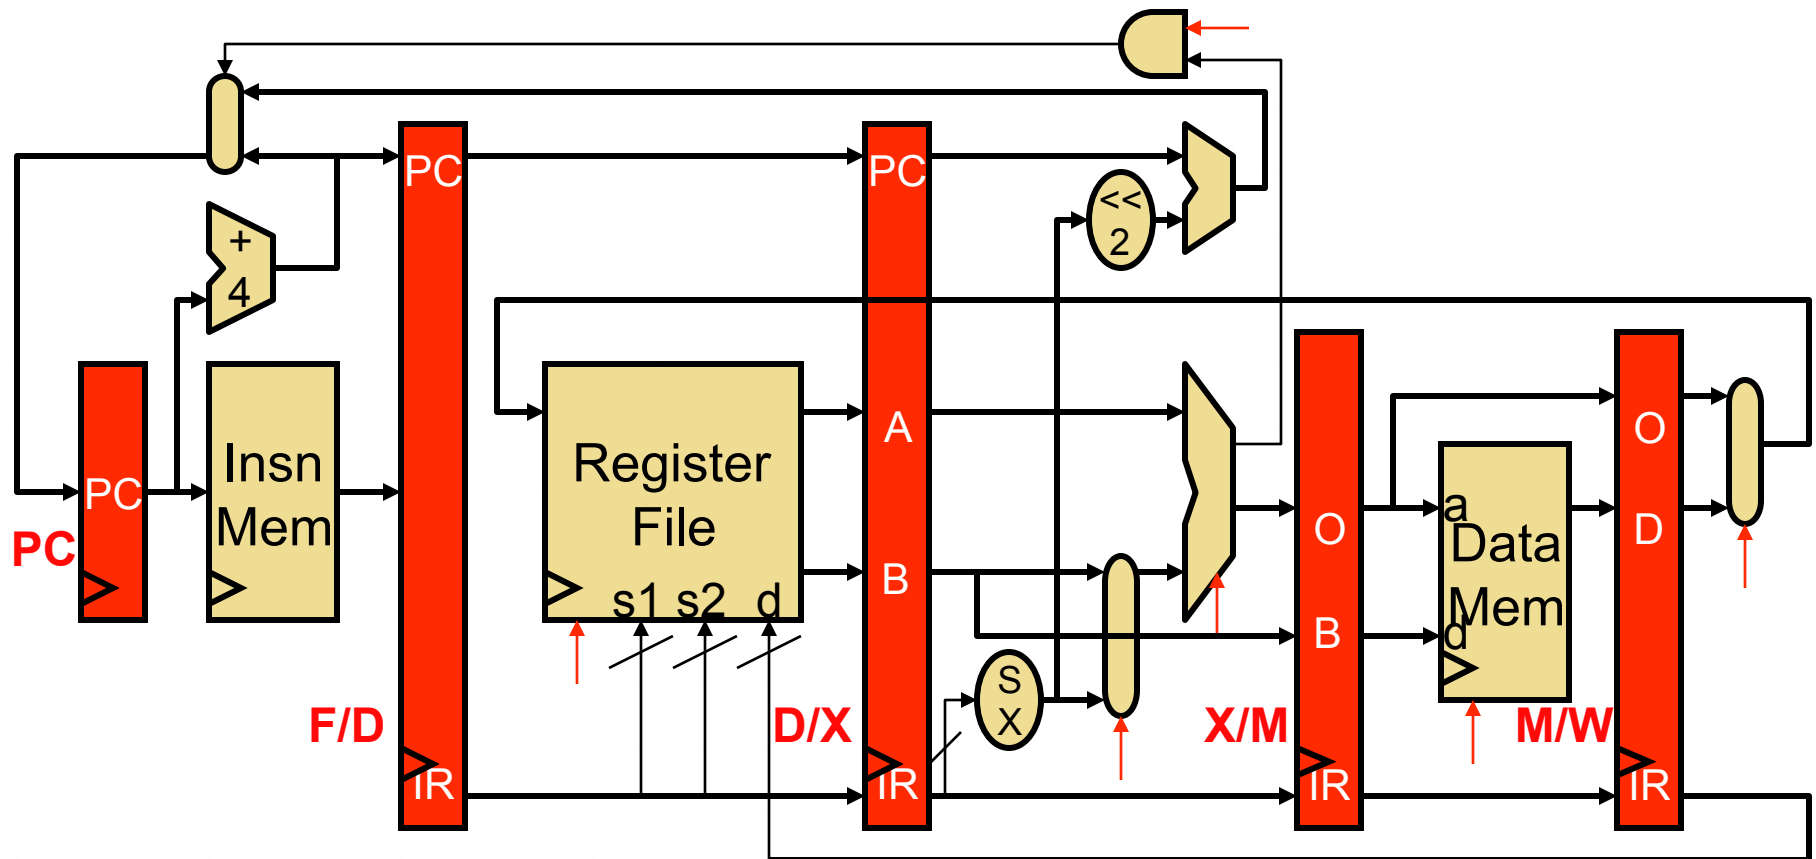 PC
PC
<<
2
+
4
A
O
Insn
Mem
Register
File
PC
PC
a
O
D
Data
Mem
B
s1
s2
d
B
d
S
X
F/D
D/X
X/M
M/W
IR
IR
IR
IR